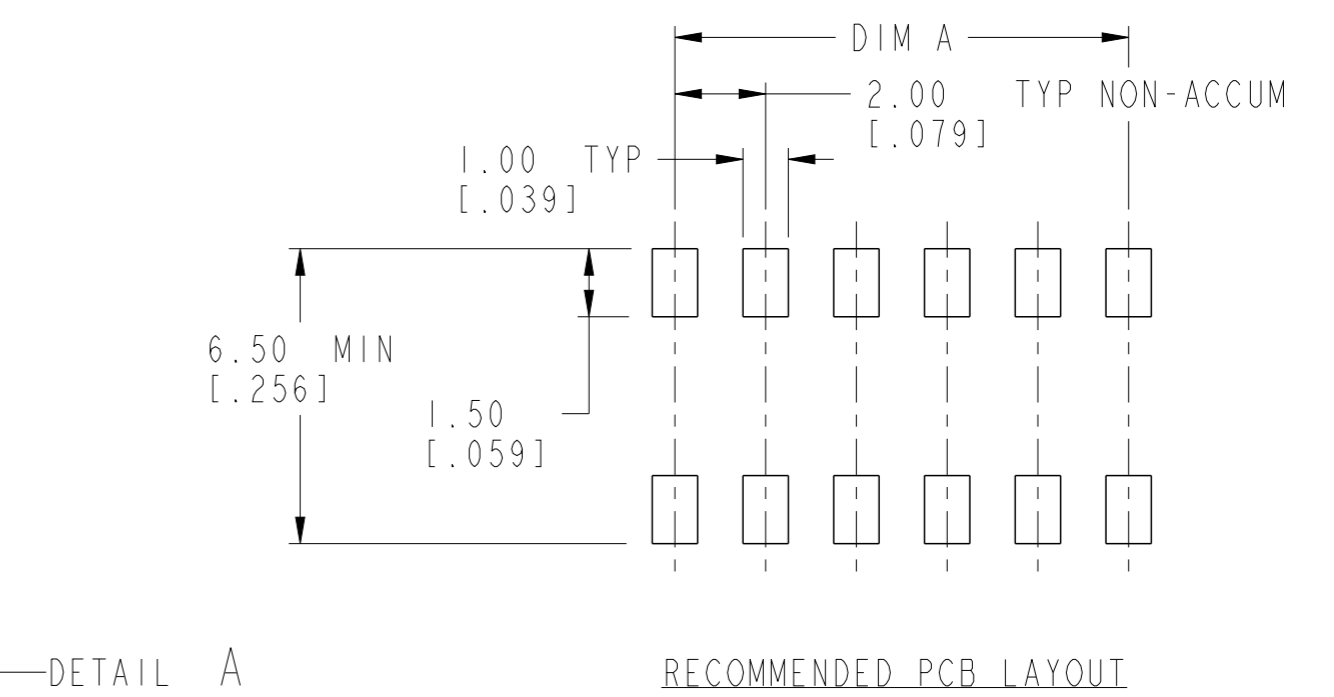 DIM A
2.00 TYP NON-ACCUM
[.079]
1.00 TYP
[.039]
6.50 MIN
[.256]
1.50
[.059]
DETAIL A
RECOMMENDED PCB LAYOUT